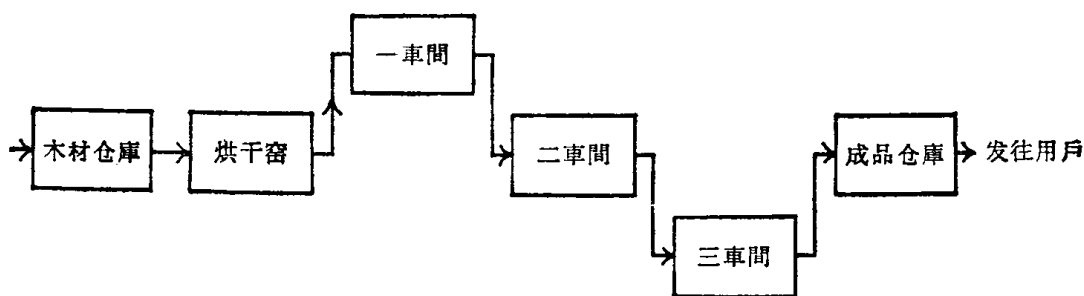 木材仓庫
烘干窑
一車間
二車間
三車間
成品仓庫
发往用戶